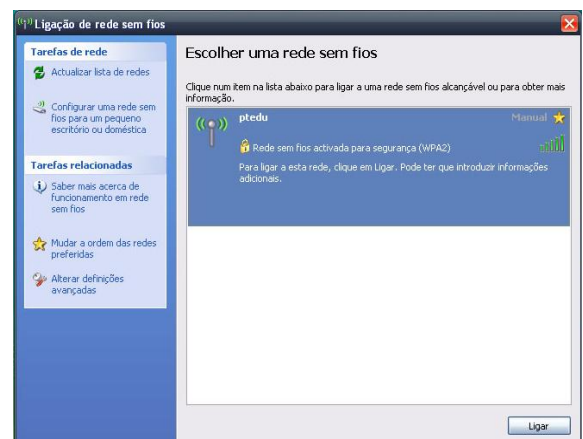 Ligação de rede sem fios
Tarefas de rede
Actualizar lista de redes
Configurar uma rede sem
fios para um pequeno
escritório ou doméstica
Tarefas relacionadas
Saber mais acerca de
funcionamento em rede
sem fios
Mudar a ordem das redes
preferidas
Alterar definições
avançadas
Escolher uma rede sem fios
Clique num item na lista abaixo para ligar a uma rede sem fios alcançável ou para obter mais
informação.
ptedu
Manual
Rede sem fios activada para segurança (WPA2)
Para ligar a esta rede, clique em Ligar. Pode ter que introduzir informações
adicionais.
Ligar